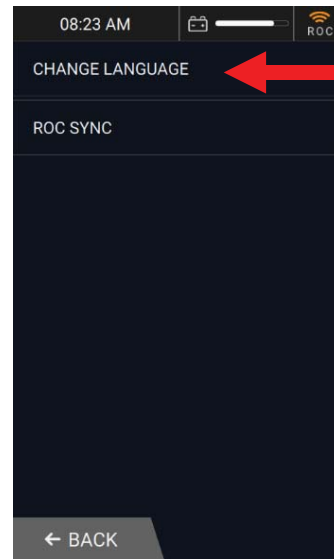 08:23 AM
ROC
CHANGE LANGUAGE
ROC SYNC
← BACK